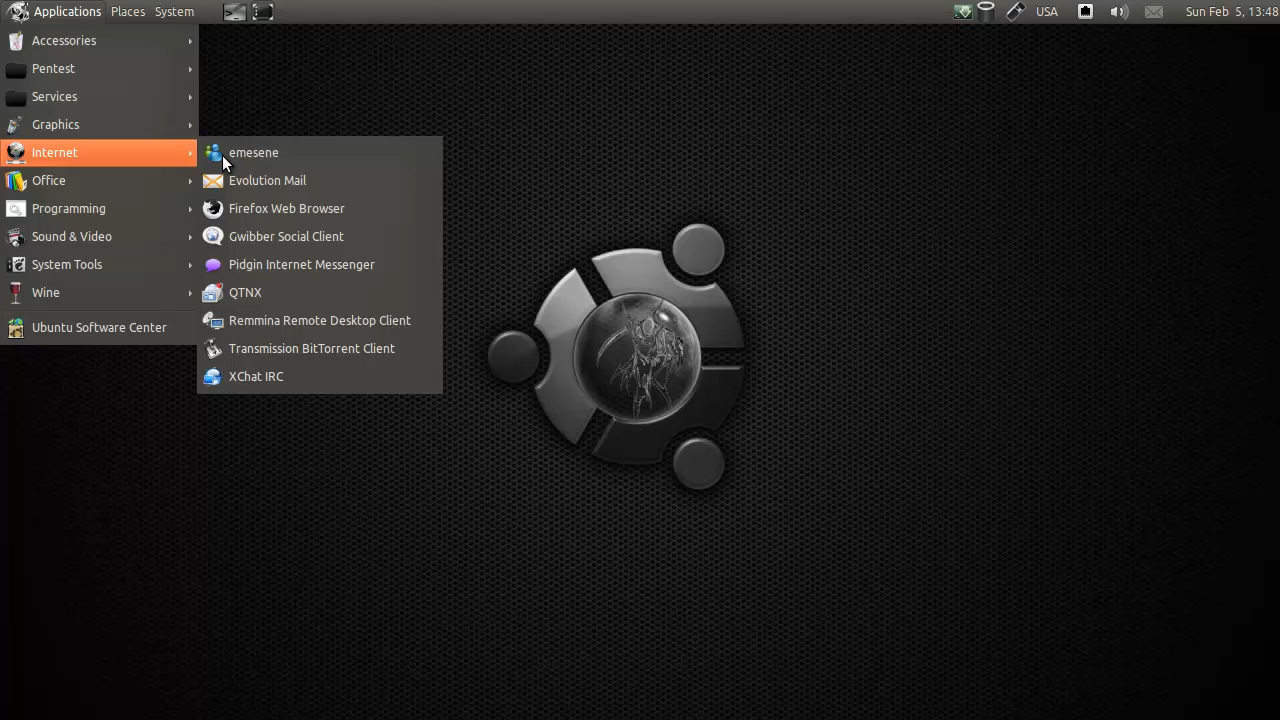 Applications Places System USA Sun Feb 5, 13:48
Accessories
Pentest
Services
Graphics
Internet
Office
Programming
Sound & Video
System Tools
Wine
Ubuntu Software Center
emesene
Evolution Mail
Firefox Web Browser
Gwibber Social Client
Pidgin Internet Messenger
QTNX
Remmina Remote Desktop Client
Transmission BitTorrent Client
XChat IRC